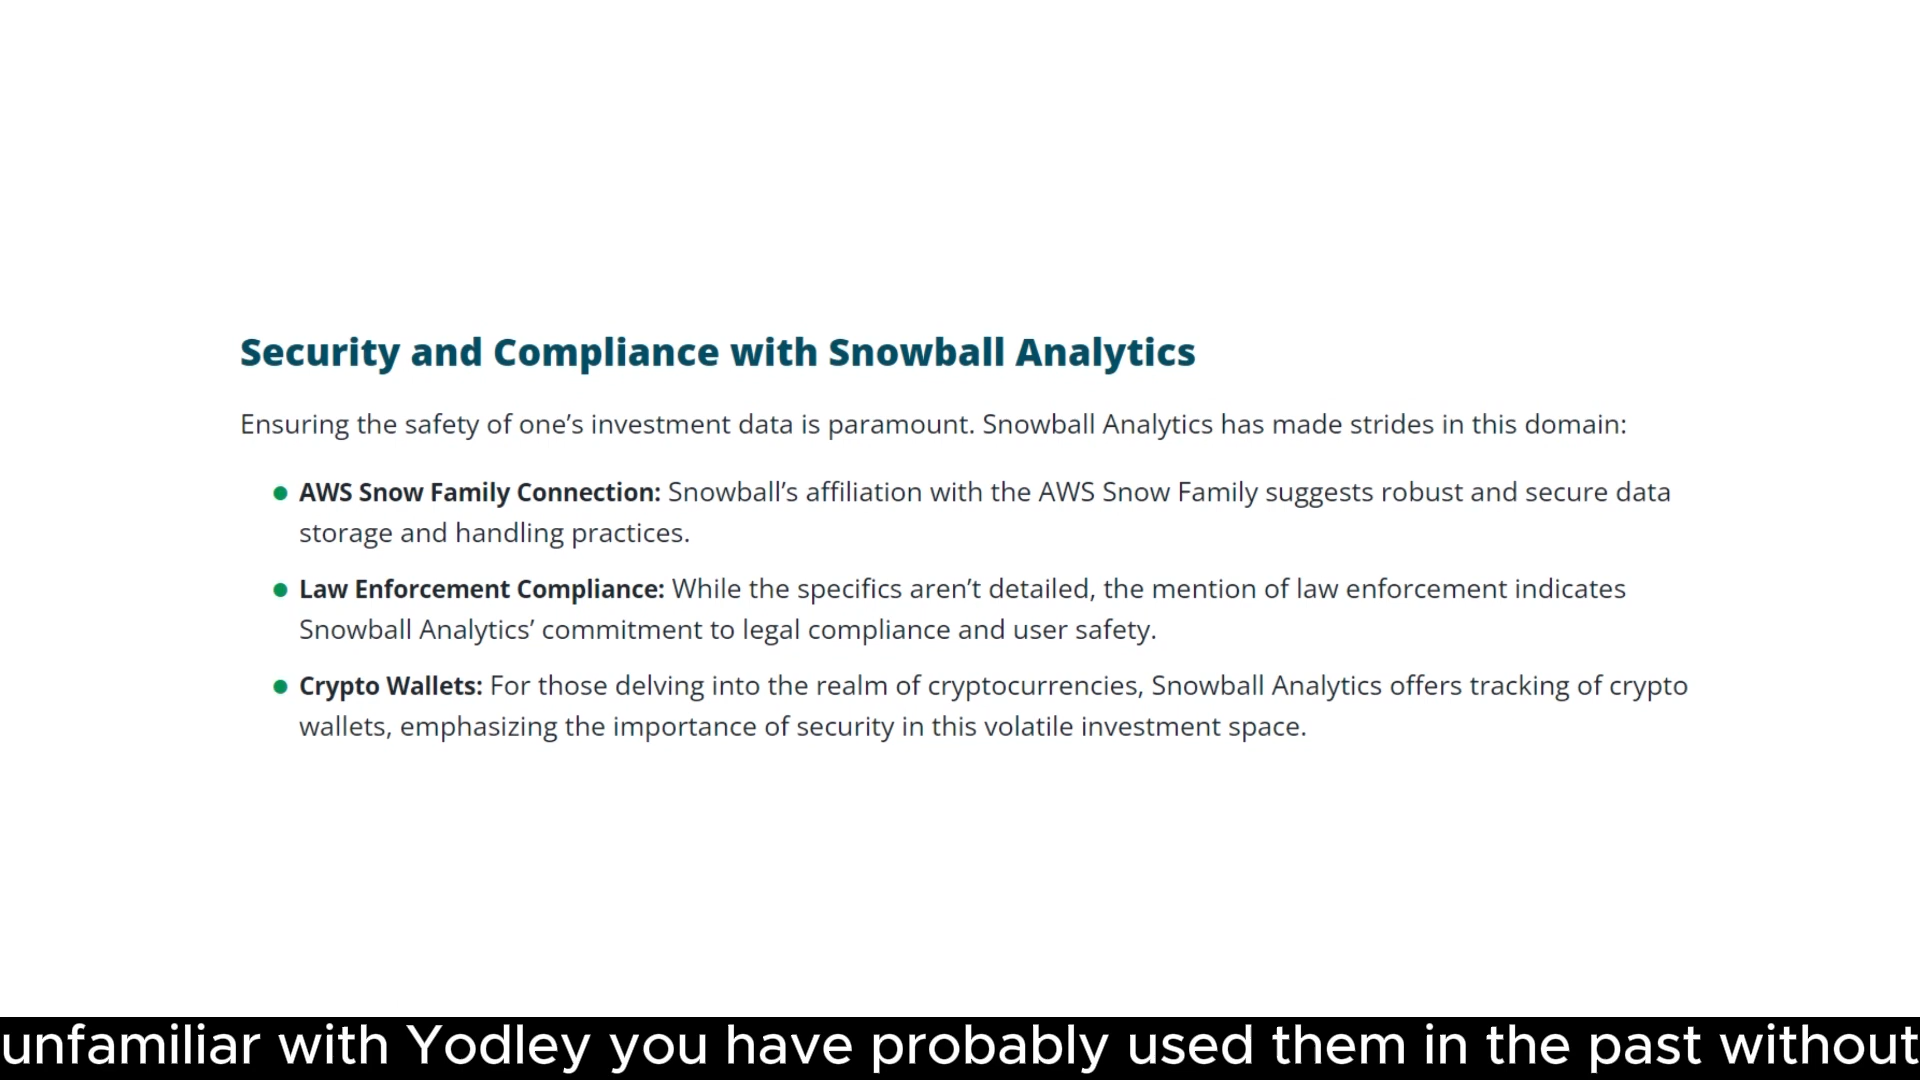 Security and Compliance with Snowball Analytics
Ensuring the safety of one’s investment data is paramount. Snowball Analytics has made strides in this domain:
● AWS Snow Family Connection: Snowball’s affiliation with the AWS Snow Family suggests robust and secure data
storage and handling practices.
● Law Enforcement Compliance: While the specifics aren’t detailed, the mention of law enforcement indicates
Snowball Analytics’ commitment to legal compliance and user safety.
● Crypto Wallets: For those delving into the realm of cryptocurrencies, Snowball Analytics offers tracking of crypto
wallets, emphasizing the importance of security in this volatile investment space.
unfamiliar with Yodley you have probably used them in the past without